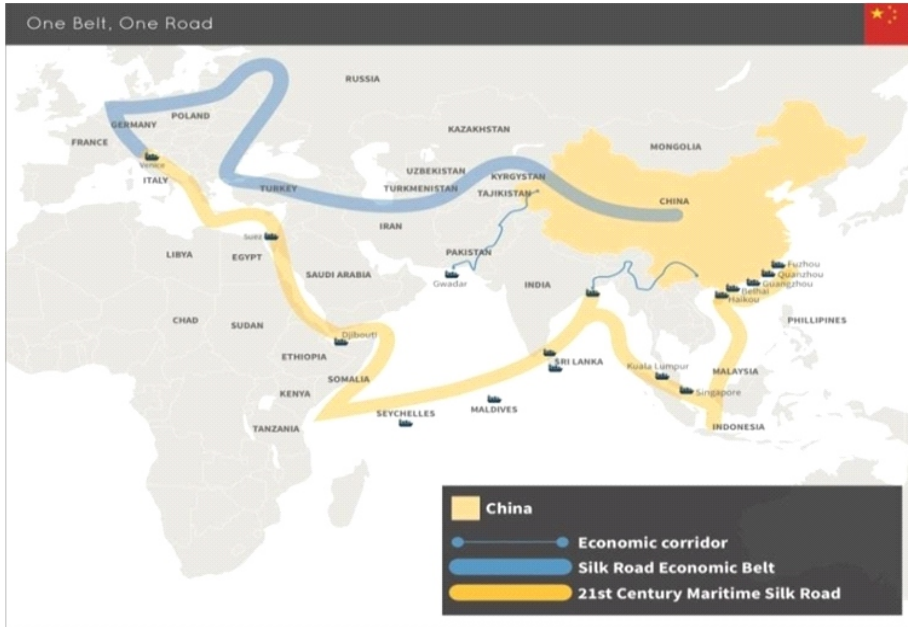 One Belt, One Road
RUSSIA
POLAND
GERMANY
FRANCE
KAZAKHSTAN
MONGOLIA
Venice
ITALY
UZBEKISTAN
KYRGYSTAN
TURKEY
TURKMENISTAN
TAJIKISTAN
CHINA
IRAN
Suez
LIBYA
EGYPT
PAKISTAN
SAUDI ARABIA
Gwadar
INDIA
Fuzhou
Quanzhou
Guangzhou
Beihai
Haikou
CHAD
SUDAN
PHILLIPINES
Djibouti
ETHIOPIA
SRI LANKA
Kuala Lumpur
MALAYSIA
SOMALIA
KENYA
Singapore
SEYCHELLES
MALDIVES
TANZANIA
INDONESIA
China
Economic corridor
Silk Road Economic Belt
21st Century Maritime Silk Road